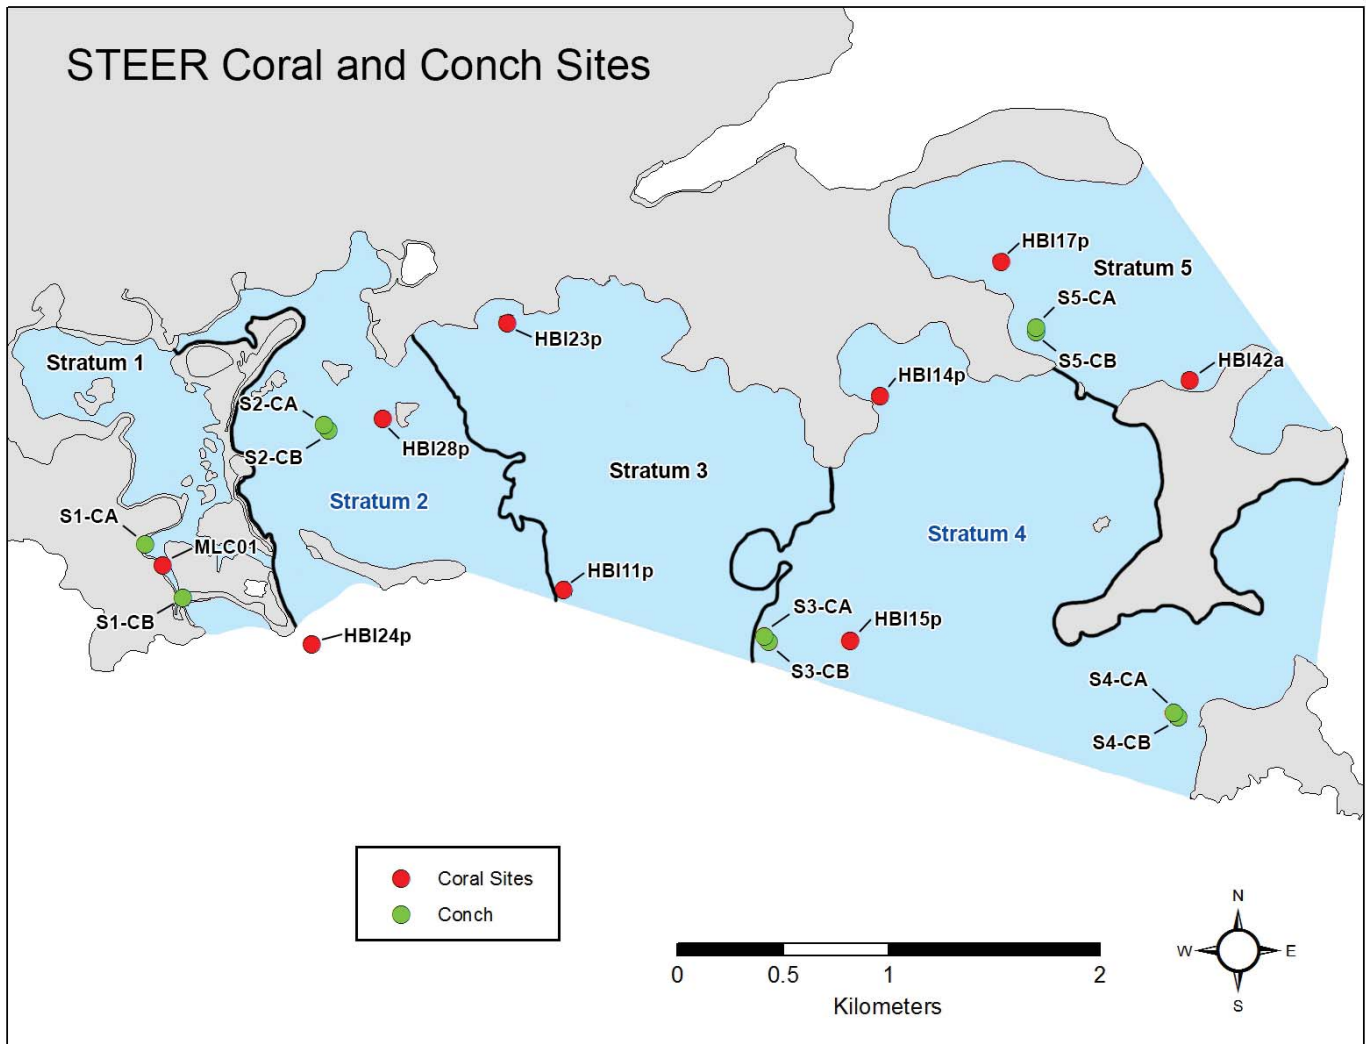 STEER Coral and Conch Sites
HBI17p
Stratum 5
S5-CA
HBI23p
S5-CB
HBI42a
Stratum 1
HBI14p
S2-CA
HBI28p
S2-CB
Stratum 3
Stratum 2
S1-CA
Stratum 4
MLC01
HBI11p
S3-CA
S1-CB
HBI15p
HBI24p
S3-CB
S4-CA
S4-CB
Coral Sites
Conch
N
W E
S
0 0.5 1 2
Kilometers